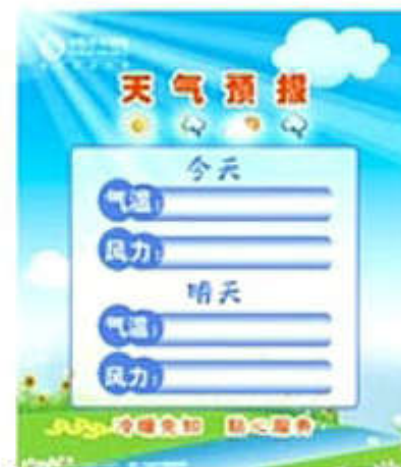 天气预报
今天
气温：
风力：
明天
气温：
风力：
冷暖先知 贴心服务